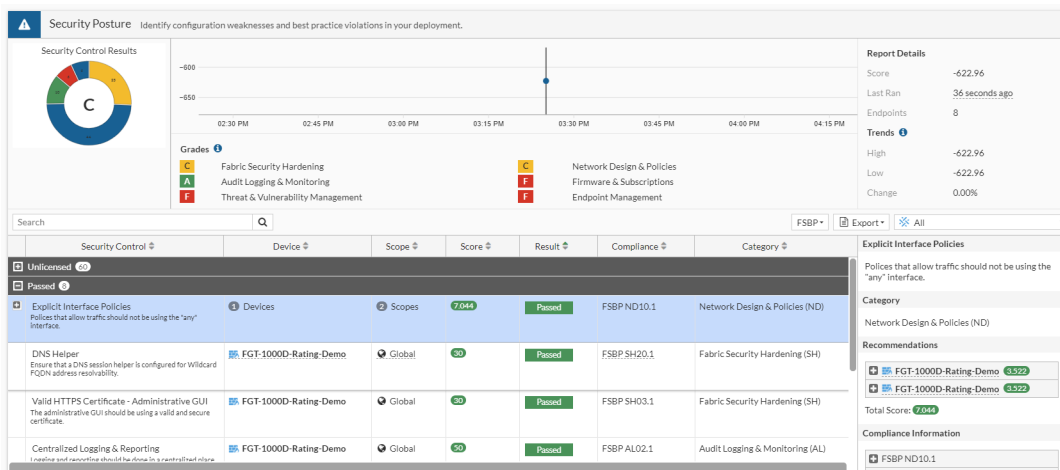 Security Posture Identify configuration weaknesses and best practice violations in your deployment.
Security Control Results
C
-600
-650
02:30 PM 02:45 PM 03:00 PM 03:15 PM 03:30 PM 03:45 PM 04:00 PM 04:15 PM
Grades
C Fabric Security Hardening
A Audit Logging & Monitoring
F Threat & Vulnerability Management
C Network Design & Policies
F Firmware & Subscriptions
F Endpoint Management
Report Details
Score -622.96
Last Ran 36 seconds ago
Endpoints 8
Trends
High -622.96
Low -622.96
Change 0.00%
Search
FSBP Export All
Security Control Device Scope Score Result Compliance Category
Unlicensed 60
Passed 8
Explicit Interface Policies 1 Devices 2 Scopes 7.044 Passed FSBP ND10.1 Network Design & Policies (ND)
Polices that allow traffic should not be using the "any"
interface.
DNS Helper FGT-1000D-Rating-Demo Global 30 Passed FSBP SH20.1 Fabric Security Hardening (SH)
Ensure that a DNS session helper is configured for Wildcard
FQDN address resolvability.
Valid HTTPS Certificate - Administrative GUI FGT-1000D-Rating-Demo Global 30 Passed FSBP SH03.1 Fabric Security Hardening (SH)
The administrative GUI should be using a valid and secure
certificate.
Centralized Logging & Reporting FGT-1000D-Rating-Demo Global 50 Passed FSBP AL02.1 Audit Logging & Monitoring (AL)
Logging and reporting should be done in a centralized place
Explicit Interface Policies
Polices that allow traffic should not be using the
"any" interface.
Category
Network Design & Policies (ND)
Recommendations
FGT-1000D-Rating-Demo 3.522
FGT-1000D-Rating-Demo 3.522
Total Score: 7.044
Compliance Information
FSBP ND10.1